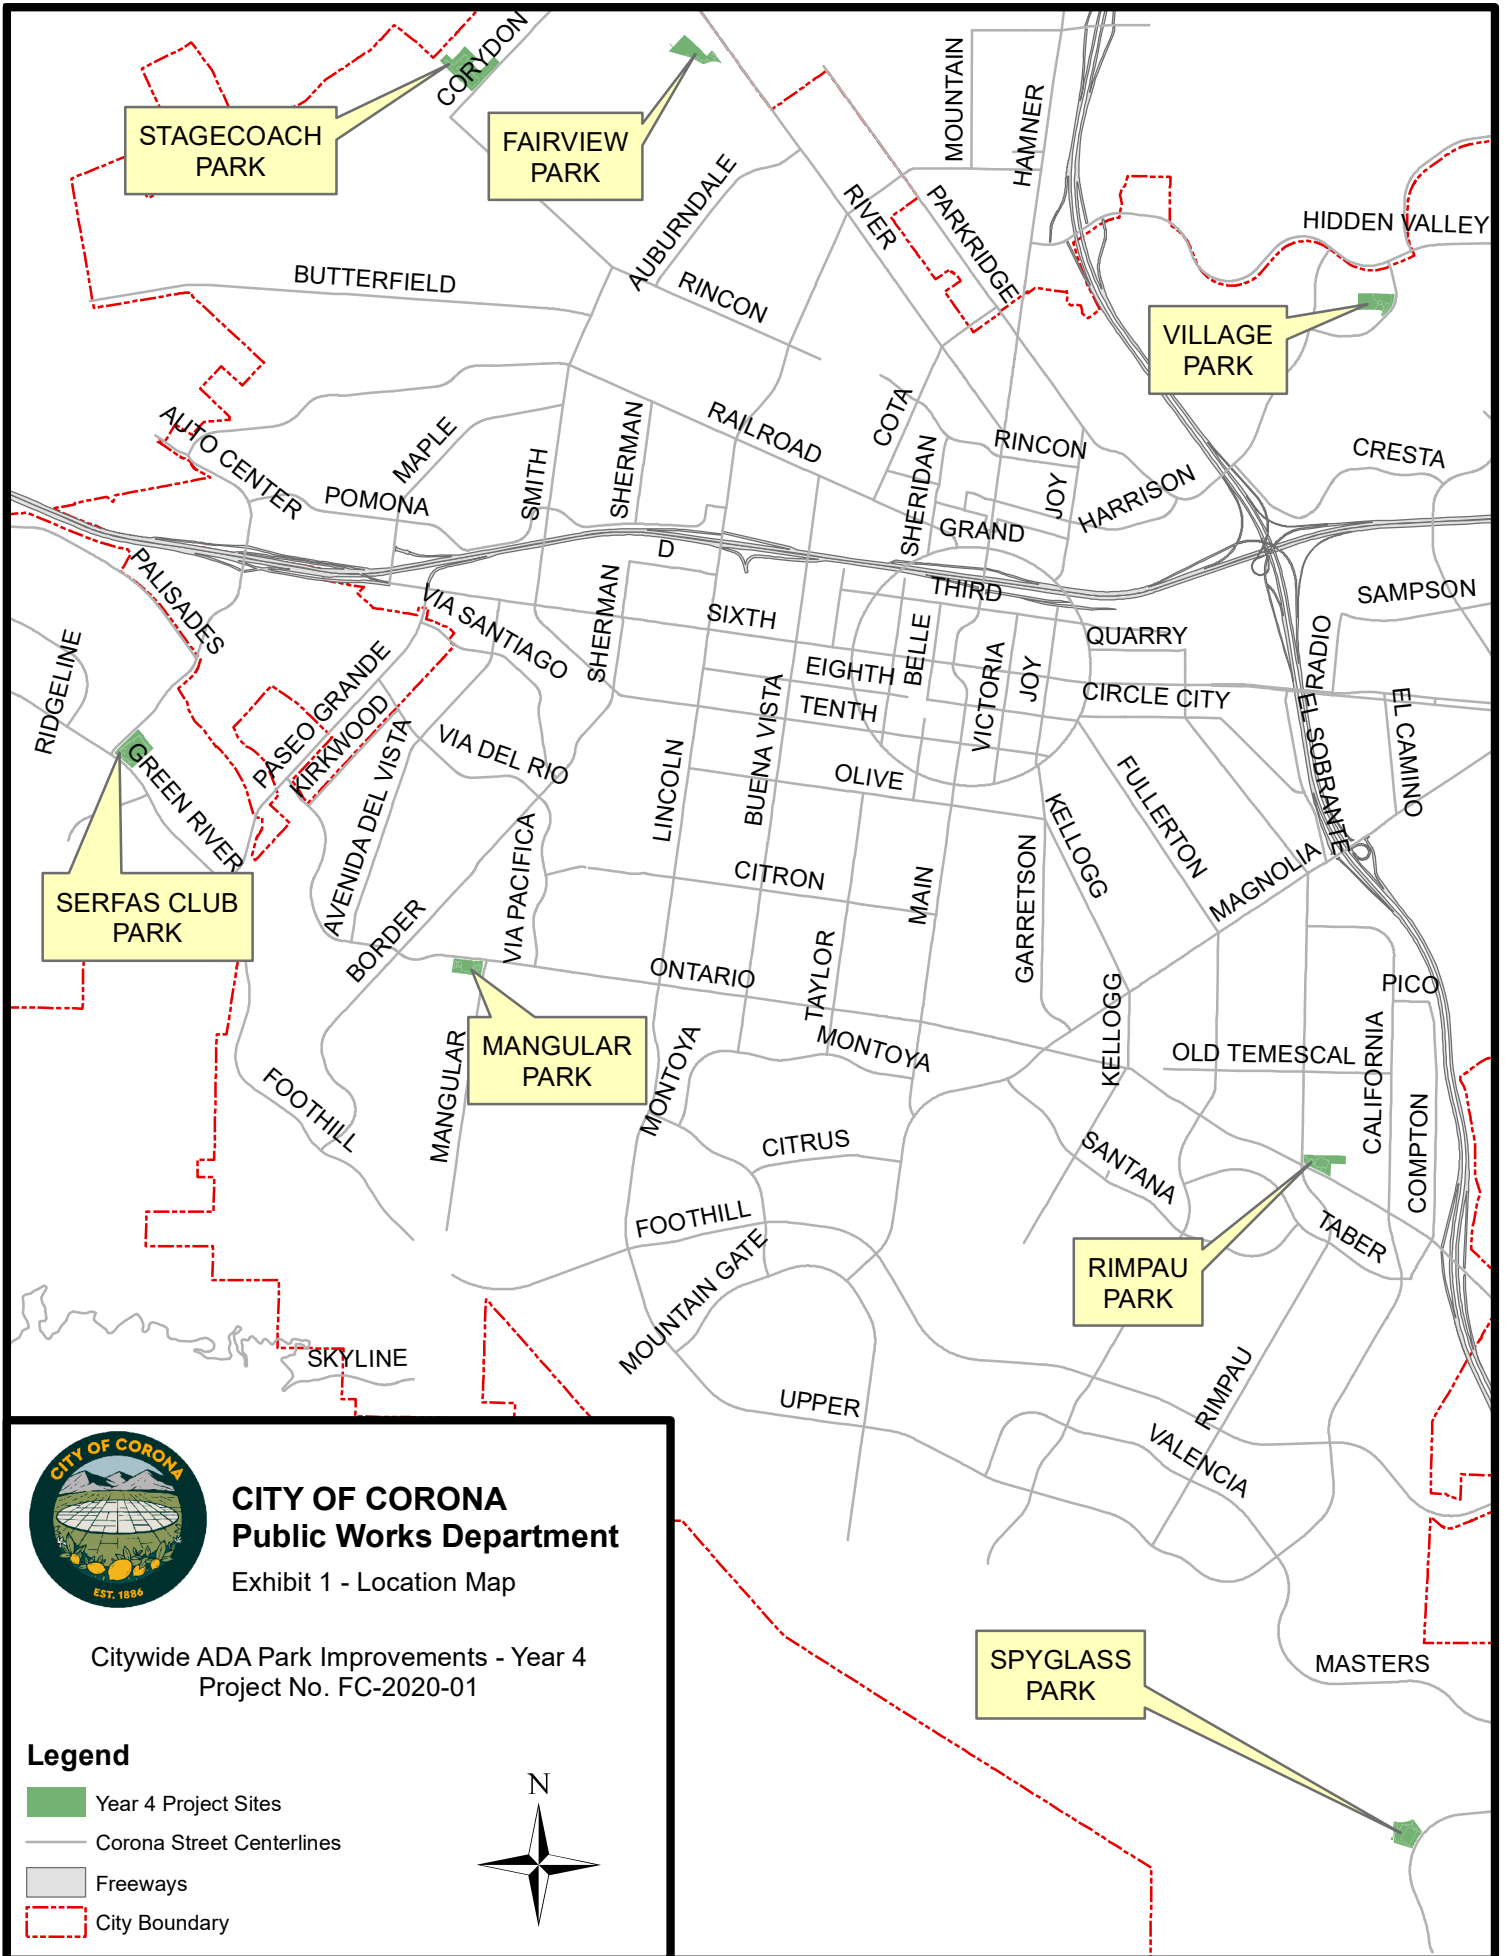 CORYDON
MOUNTAIN
HAMNER
STAGECOACH
PARK
FAIRVIEW
PARK
AUBURNDALE
RIVER
PARKRIDGE
HIDDEN VALLEY
BUTTERFIELD
RINCON
VILLAGE
PARK
AUTO CENTER
MAPLE
POMONA
SMITH
SHERMAN
RAILROAD
COTA
SHERIDAN
RINCON
JOY
HARRISON
GRAND
CRESTA
D
PALISADES
VIA SANTIAGO
SHERMAN
SIXTH
THIRD
BELLE
QUARRY
SAMPSON
RADIO
RIDGELINE
PASEO GRANDE
KIRKWOOD
EIGHTH
TENTH
VICTORIA
JOY
CIRCLE CITY
EL SOBRANTE
EL CAMINO
GREEN RIVER
AVENIDA DEL VISTA
VIA DEL RIO
LINCOLN
BUENA VISTA
OLIVE
KELLOGG
FULLERTON
MAGNOLIA
SERFAS CLUB
PARK
BORDER
VIA PACIFICA
CITRON
MAIN
GARRETSON
TAYLOR
ONTARIO
KELLOGG
PICO
MANGULAR
PARK
MANGULAR
MONTOYA
MONTOYA
OLD TEMESCAL
CALIFORNIA
COMPTON
FOOTHILL
CITRUS
SANTANA
FOOTHILL
TABER
RIMPAU
PARK
MOUNTAIN GATE
SKYLINE
UPPER
RIMPAU
VALENCIA
SPYGLASS
PARK
MASTERS
CITY OF CORONA
EST. 1886
CITY OF CORONA
Public Works Department
Exhibit 1 - Location Map
Citywide ADA Park Improvements - Year 4
Project No. FC-2020-01
Legend
Year 4 Project Sites
Corona Street Centerlines
Freeways
City Boundary
N